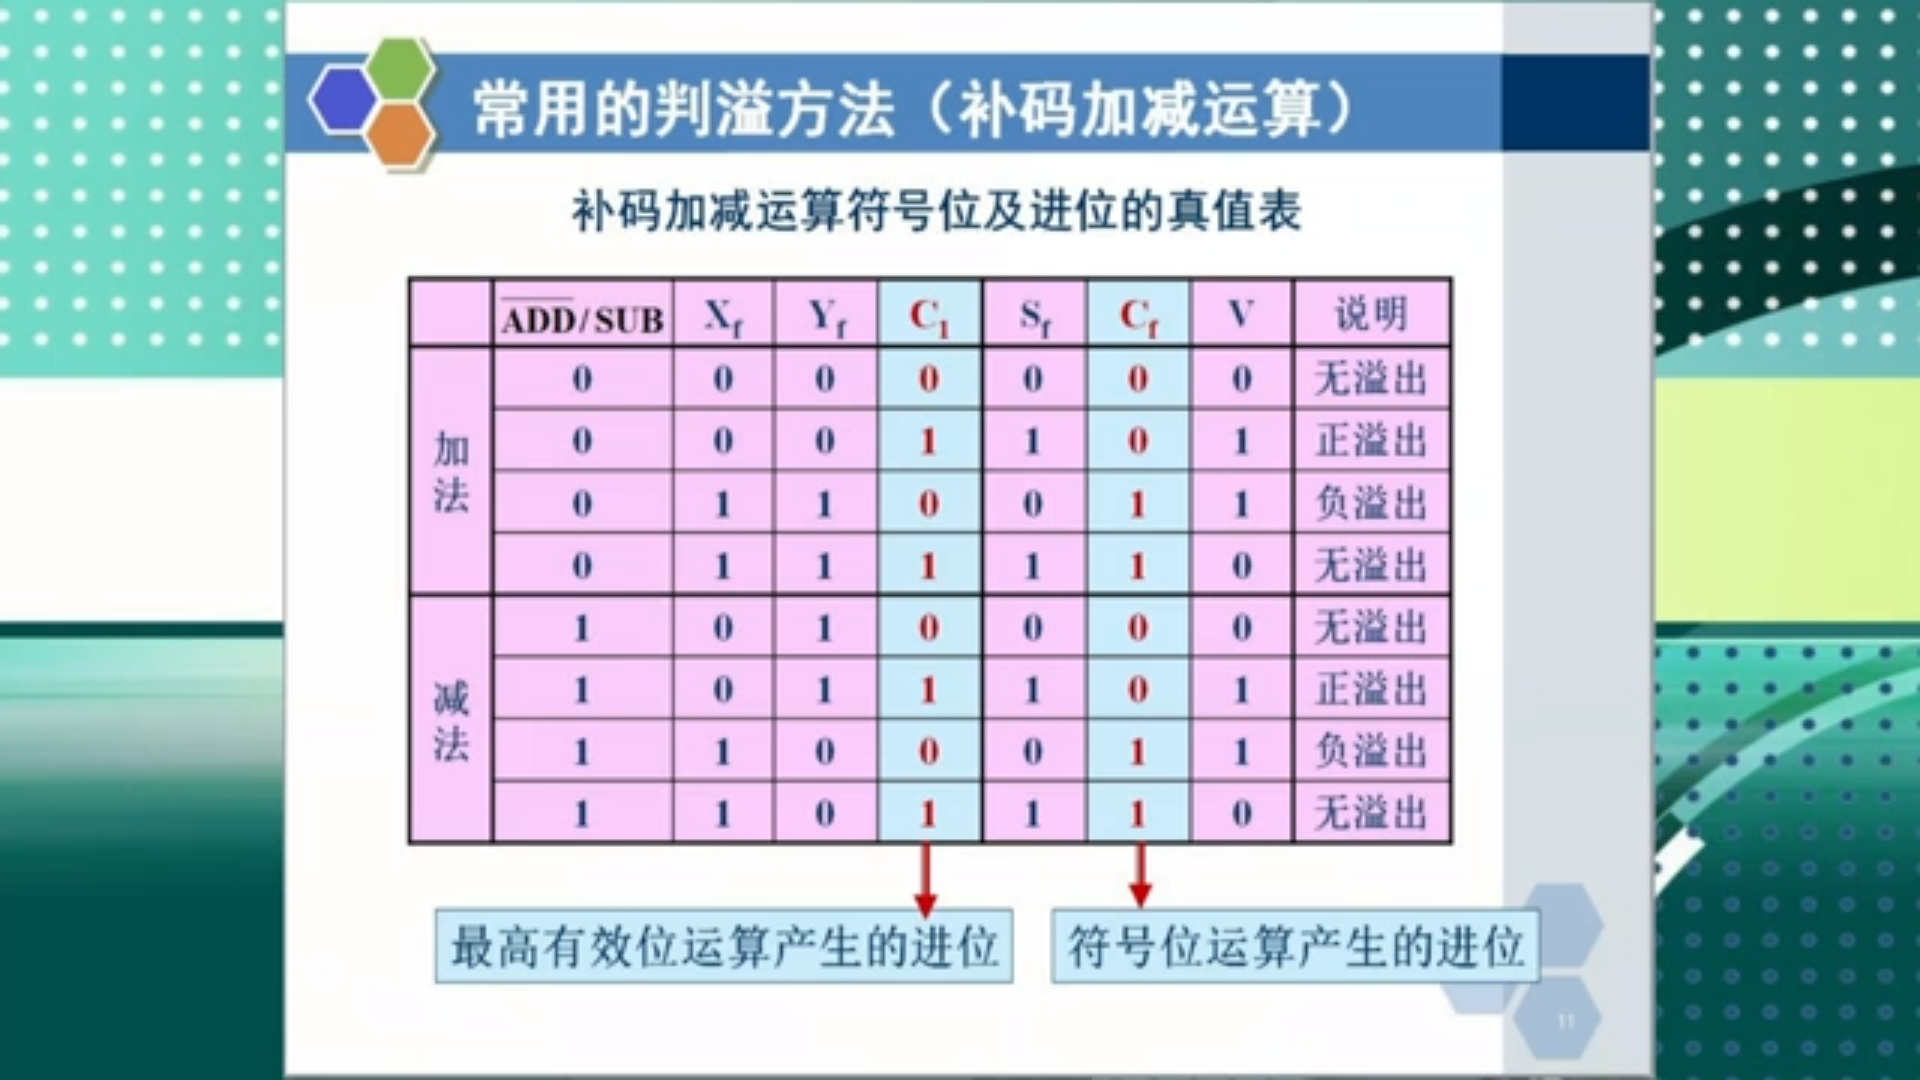 常用的判溢方法（补码加减运算）
补码加减运算符号位及进位的真值表
ADD/SUB Xf Yf C1 Sf Cf V 说明
加法
0 0 0 0 0 0 0 无溢出
0 0 0 1 1 0 1 正溢出
0 1 1 0 0 1 1 负溢出
0 1 1 1 1 1 0 无溢出
减法
1 0 1 0 0 0 0 无溢出
1 0 1 1 1 0 1 正溢出
1 1 0 0 0 1 1 负溢出
1 1 0 1 1 1 0 无溢出
最高有效位运算产生的进位
符号位运算产生的进位
11